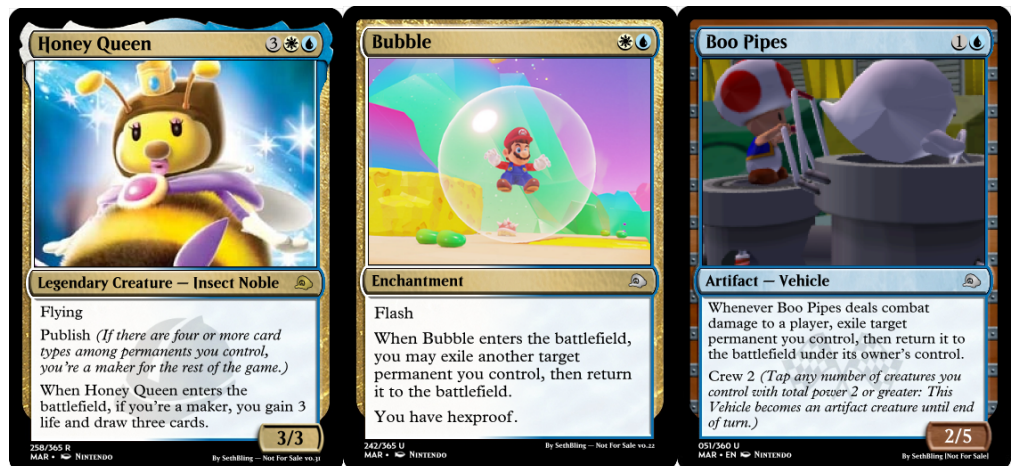 Honey Queen 3
Legendary Creature — Insect Noble
Flying
Publish (If there are four or more card
types among permanents you control,
you're a maker for the rest of the game.)
When Honey Queen enters the
battlefield, if you're a maker, you gain 3
life and draw three cards.
3/3
258/365 R
MAR • NINTENDO
By SethBling — Not For Sale v0.31
Bubble
Enchantment
Flash
When Bubble enters the battlefield,
you may exile another target
permanent you control, then return
it to the battlefield.
You have hexproof.
242/365 U
MAR • NINTENDO
By SethBling — Not For Sale v0.22
Boo Pipes 1
Artifact — Vehicle
Whenever Boo Pipes deals combat
damage to a player, exile target
permanent you control, then return it to
the battlefield under its owner's control.
Crew 2 (Tap any number of creatures you
control with total power 2 or greater: This
Vehicle becomes an artifact creature until end
of turn.)
2/5
051/360 U
MAR • EN NINTENDO
By SethBling [Not For Sale]